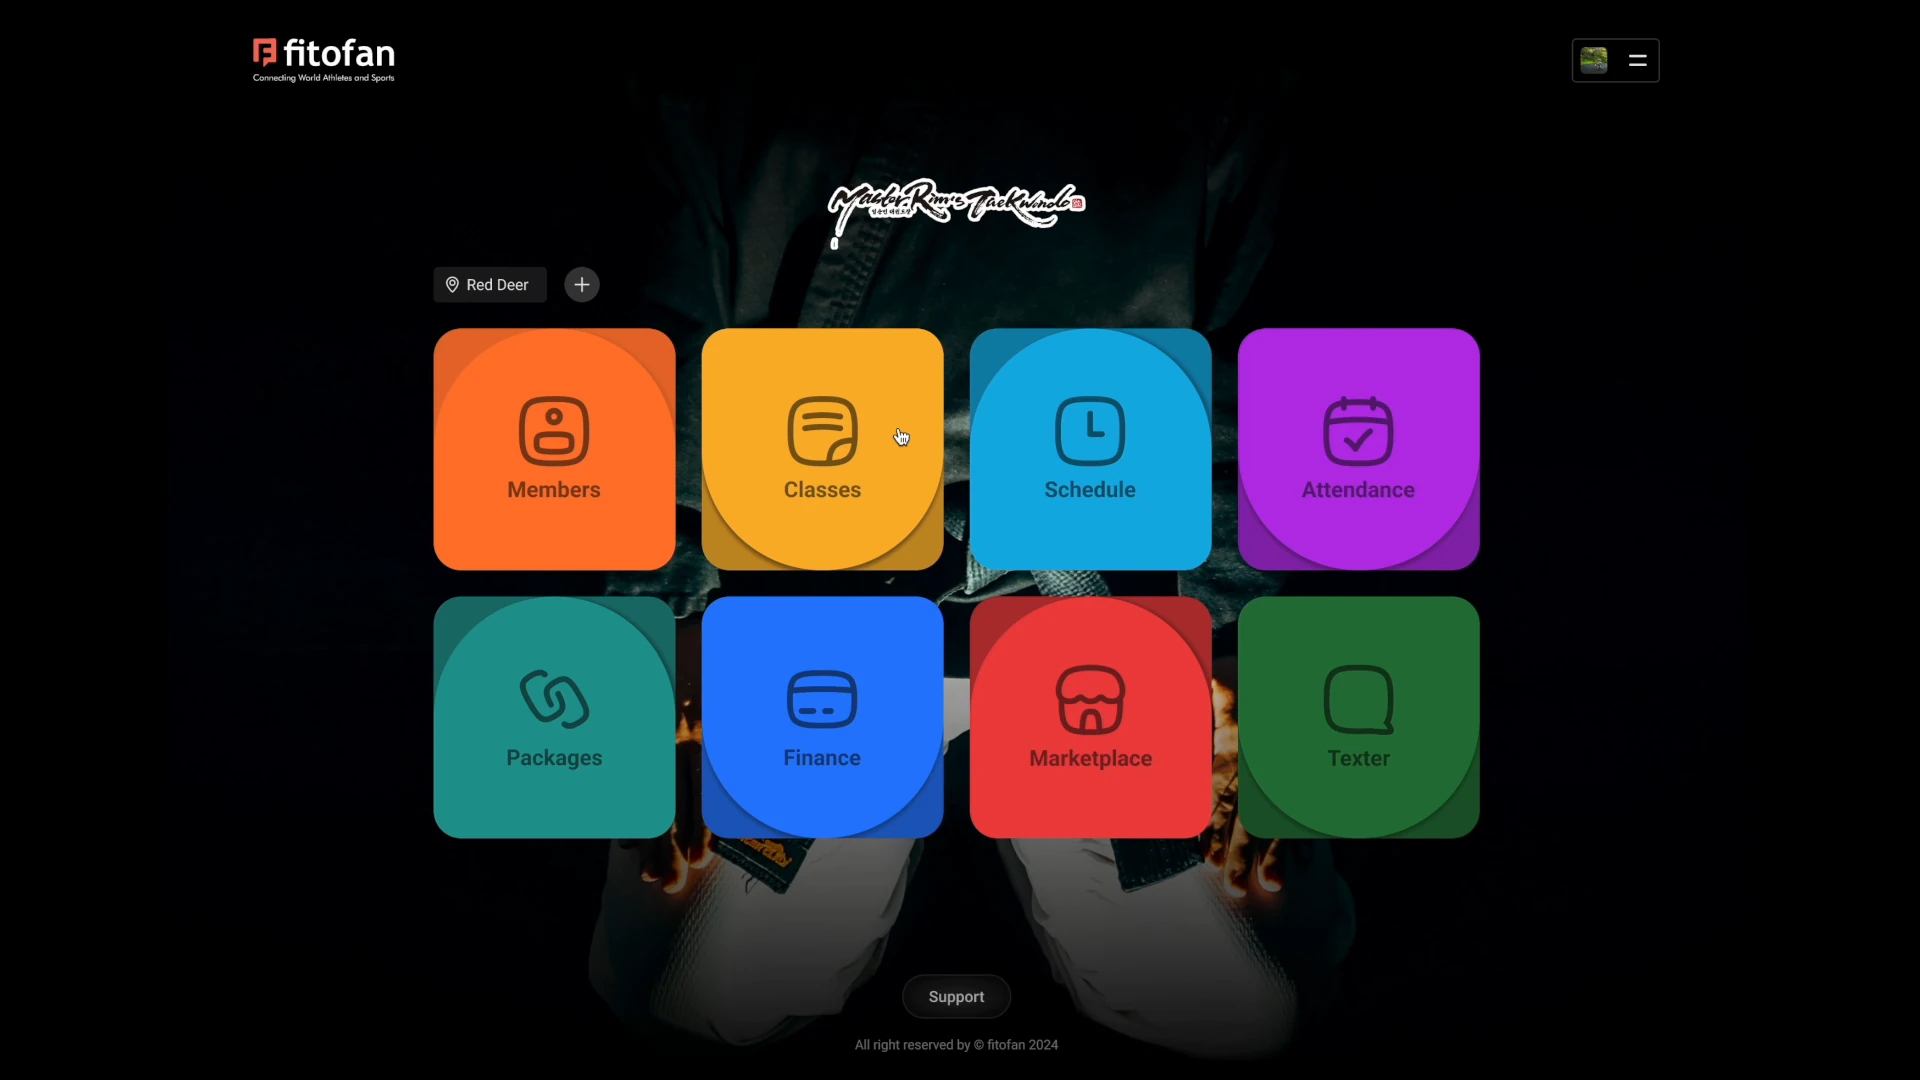 fitofan
Connecting World Athletes and Sports
Master Rim's TaeKwondo
Red Deer
Members
Classes
Schedule
Attendance
Packages
Finance
Marketplace
Texter
Support
All right reserved by © fitofan 2024